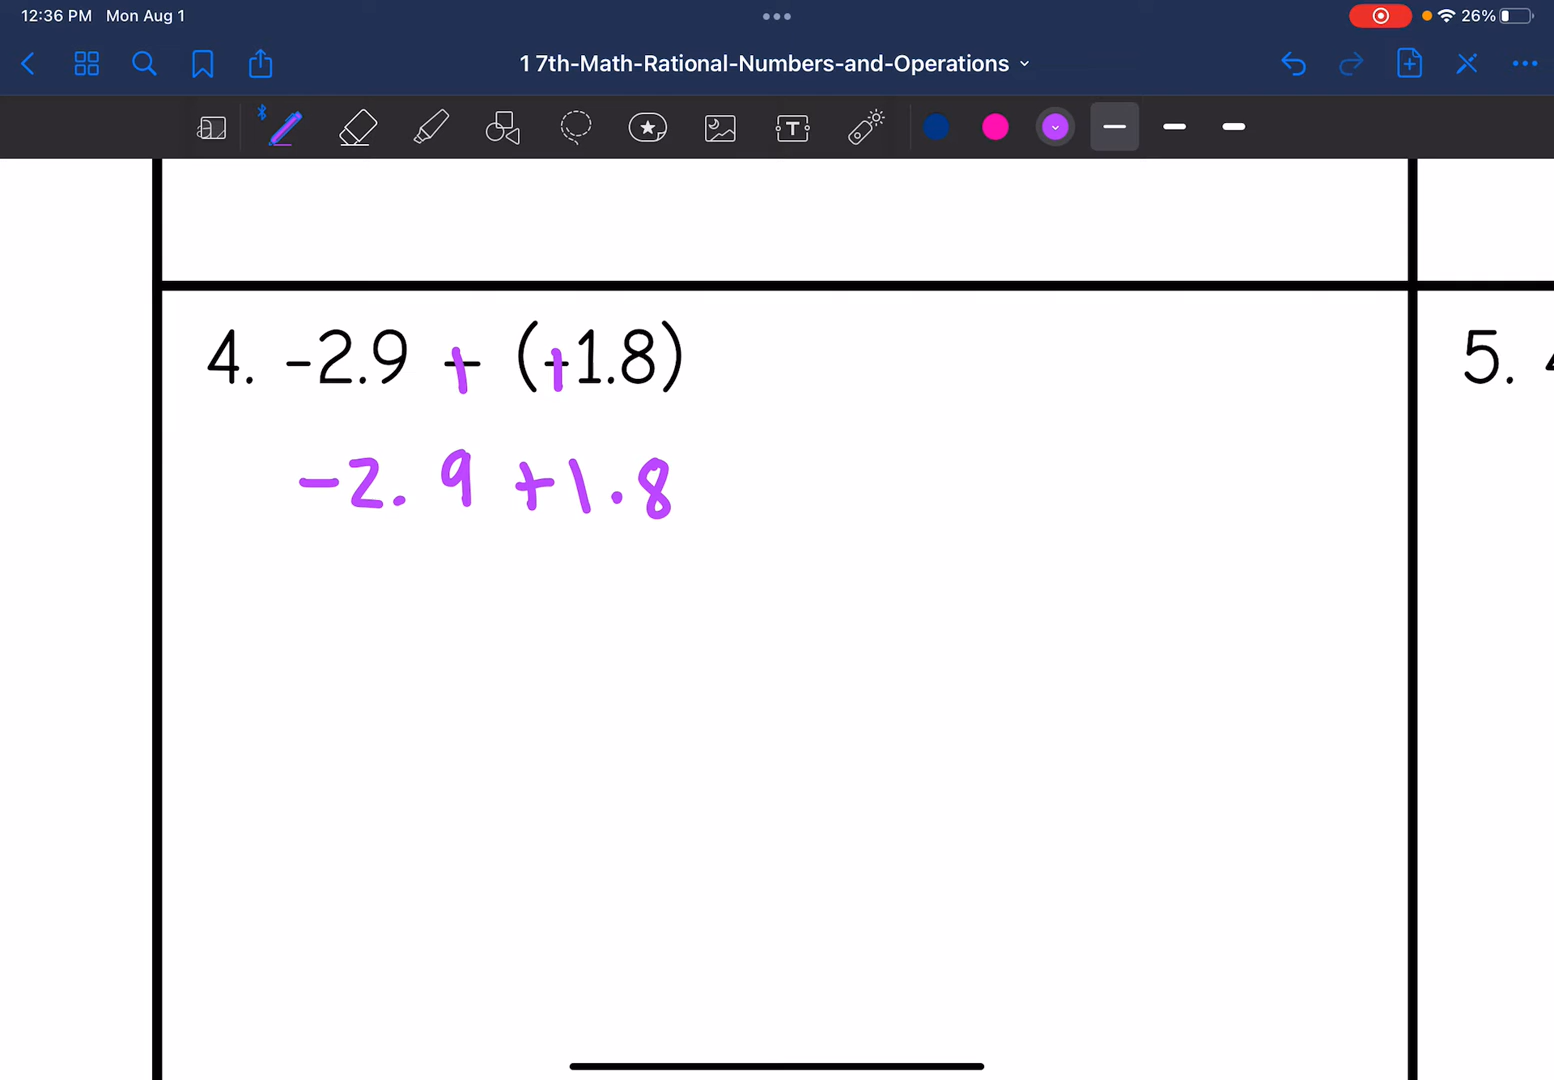 12:36 PM Mon Aug 1
26%
1 7th-Math-Rational-Numbers-and-Operations
T
4. -2.9 + (+1.8)
5.
-2.9 +1.8